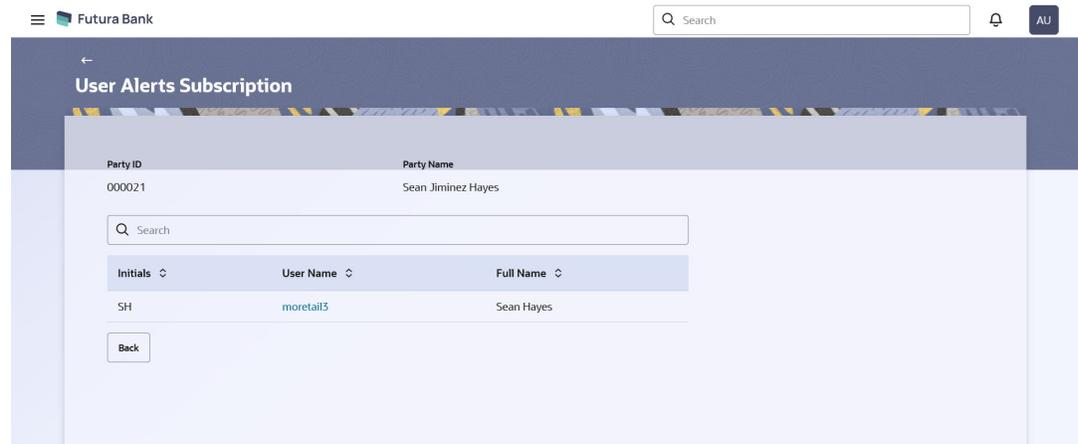 Futura Bank
Search
AU
User Alerts Subscription
Party ID Party Name
000021 Sean Jiminez Hayes
Search
Initials User Name Full Name
SH moretail3 Sean Hayes
Back